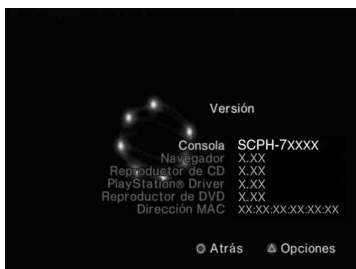 Versión
Consola SCPH-7XXXX
Navegador X.XX
Reproductor de CD X.XX
PlayStation® Driver X.XX
Reproductor de DVD X.XX
Dirección MAC XX:XX:XX:XX:XX:XX
Atrás Opciones